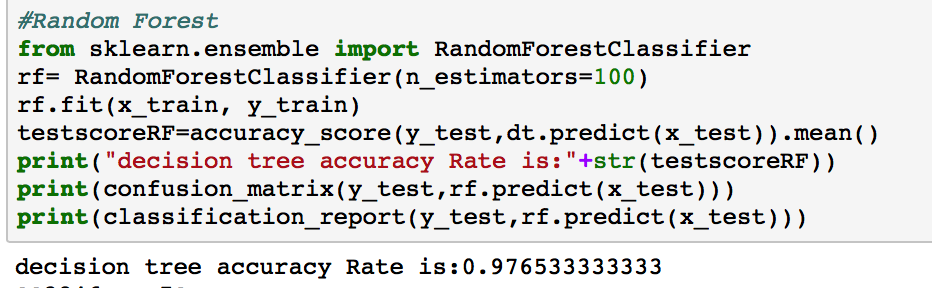 #Random Forest
from sklearn.ensemble import RandomForestClassifier
rf= RandomForestClassifier(n_estimators=100)
rf.fit(x_train, y_train)
testscoreRF=accuracy_score(y_test,dt.predict(x_test)).mean()
print("decision tree accuracy Rate is:"+str(testscoreRF))
print(confusion_matrix(y_test,rf.predict(x_test)))
print(classification_report(y_test,rf.predict(x_test)))
decision tree accuracy Rate is:0.976533333333